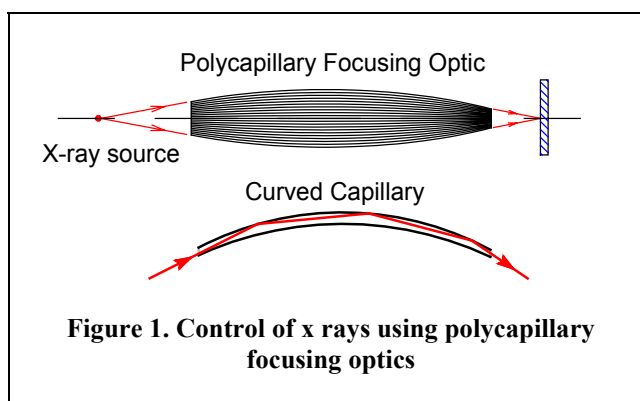 Polycapillary Focusing Optic
X-ray source
Curved Capillary
Figure 1. Control of x rays using polycapillary
focusing optics